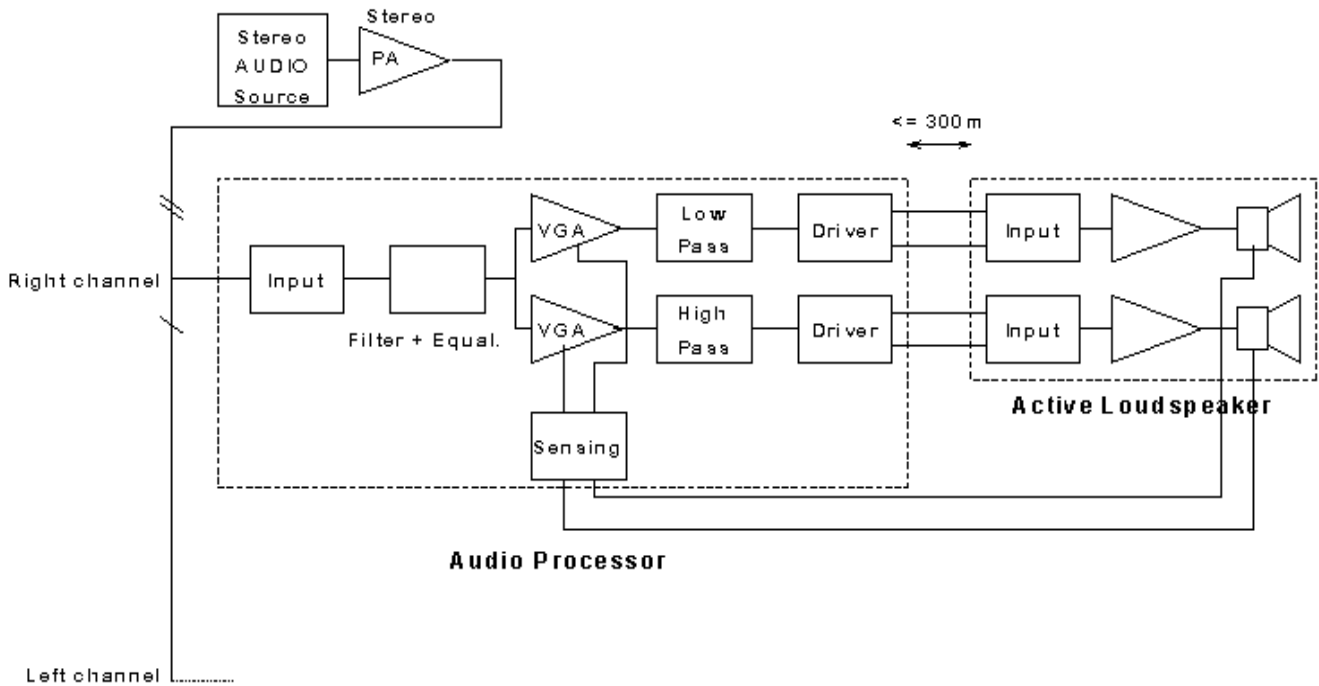 Stereo
Stereo
AUDIO
Source
PA
<= 300 m
VGA
Low
Pass
Driver
Input
Right channel
Input
Filter + Equal.
VGA
High
Pass
Driver
Input
Active Loudspeaker
Sensing
Audio Processor
Left channel